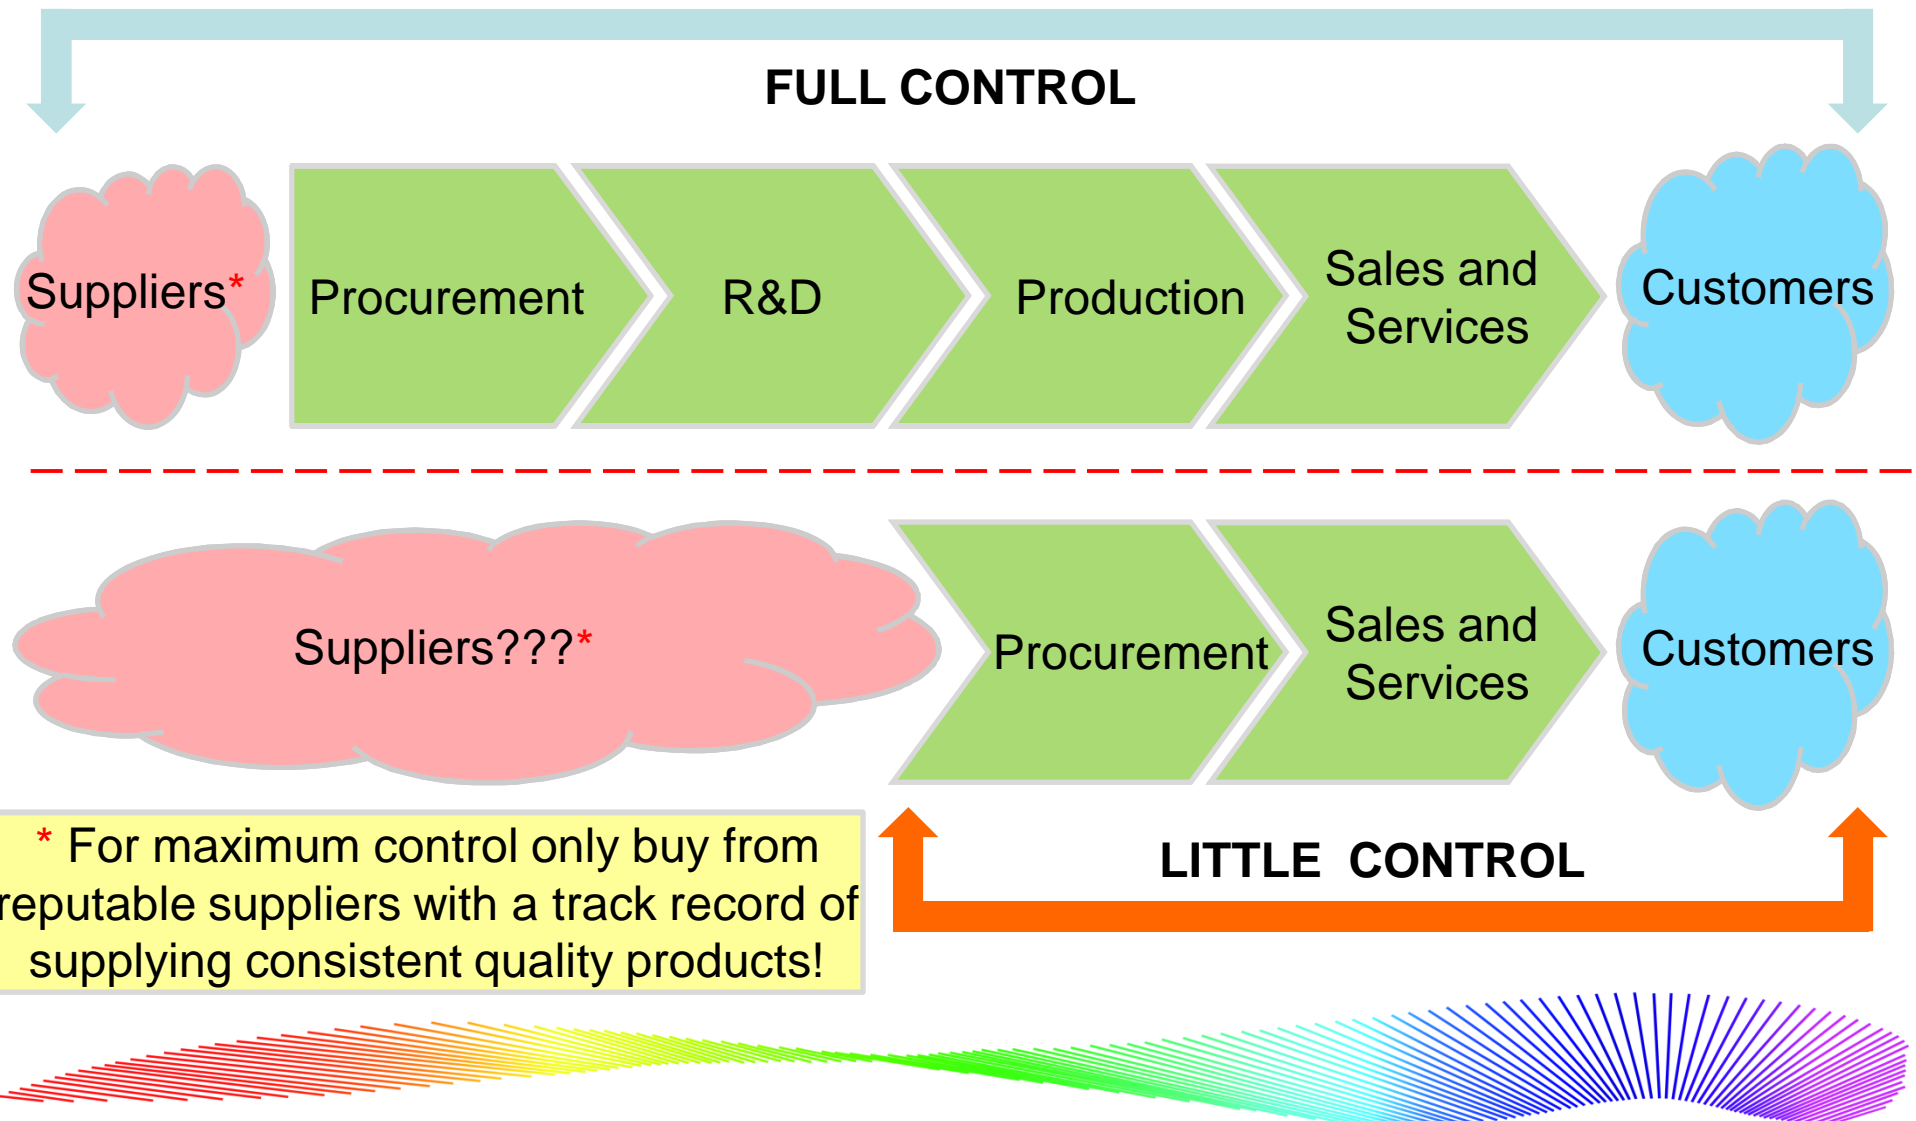 FULL CONTROL
Suppliers*
Procurement
R&D
Production
Sales and
Services
Customers
Suppliers???*
Procurement
Sales and
Services
Customers
* For maximum control only buy from
reputable suppliers with a track record of
supplying consistent quality products!
LITTLE CONTROL